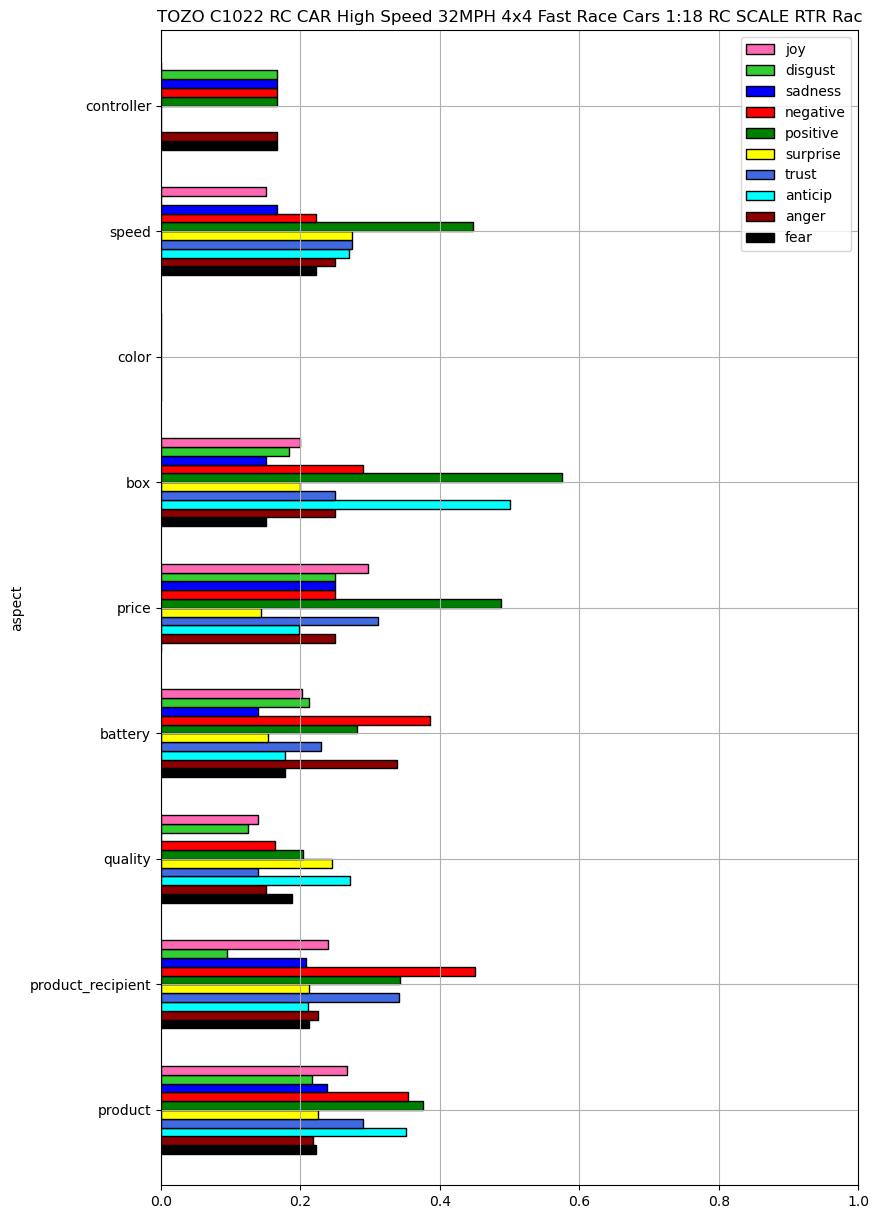 TOZO C1022 RC CAR High Speed 32MPH 4x4 Fast Race Cars 1:18 RC SCALE RTR Rac
joy
disgust
sadness
negative
positive
surprise
trust
anticip
anger
fear
controller
speed
color
box
price
battery
quality
product_recipient
product
aspect
0.0 0.2 0.4 0.6 0.8 1.0